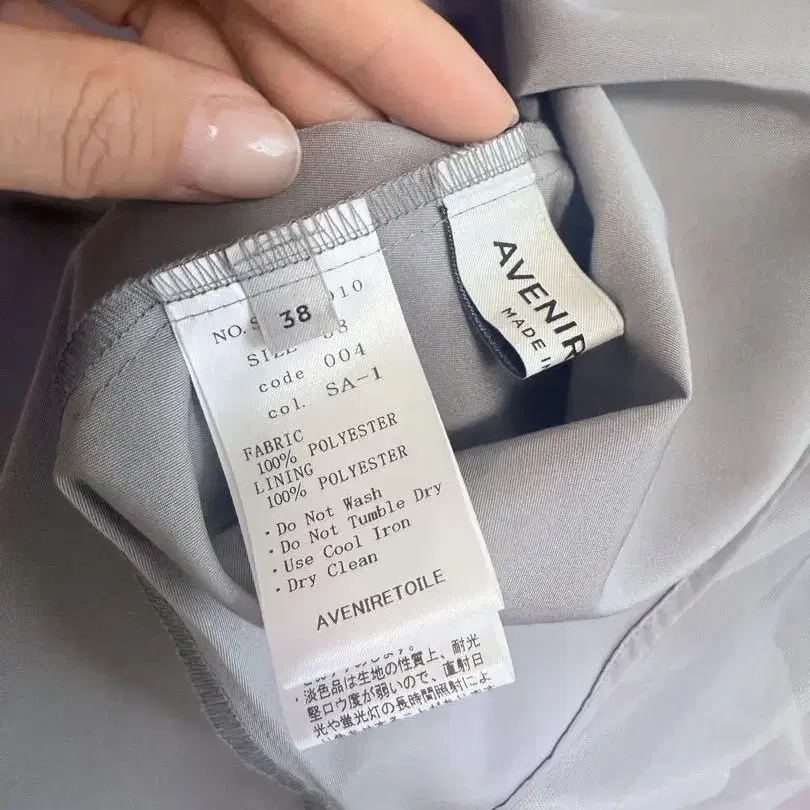 NO. S 010
38
SIZE 38
code 004
col. SA-1
FABRIC
100% POLYESTER
LINING
100% POLYESTER
・Do Not Wash
・Do Not Tumble Dry
・Use Cool Iron
・Dry Clean
AVENIRETOILE
・淡色品は生地の性質上、耐光
堅ロウ度が弱いので、直射日
光や蛍光灯の長時間照射によ
AVENIR
MADE I